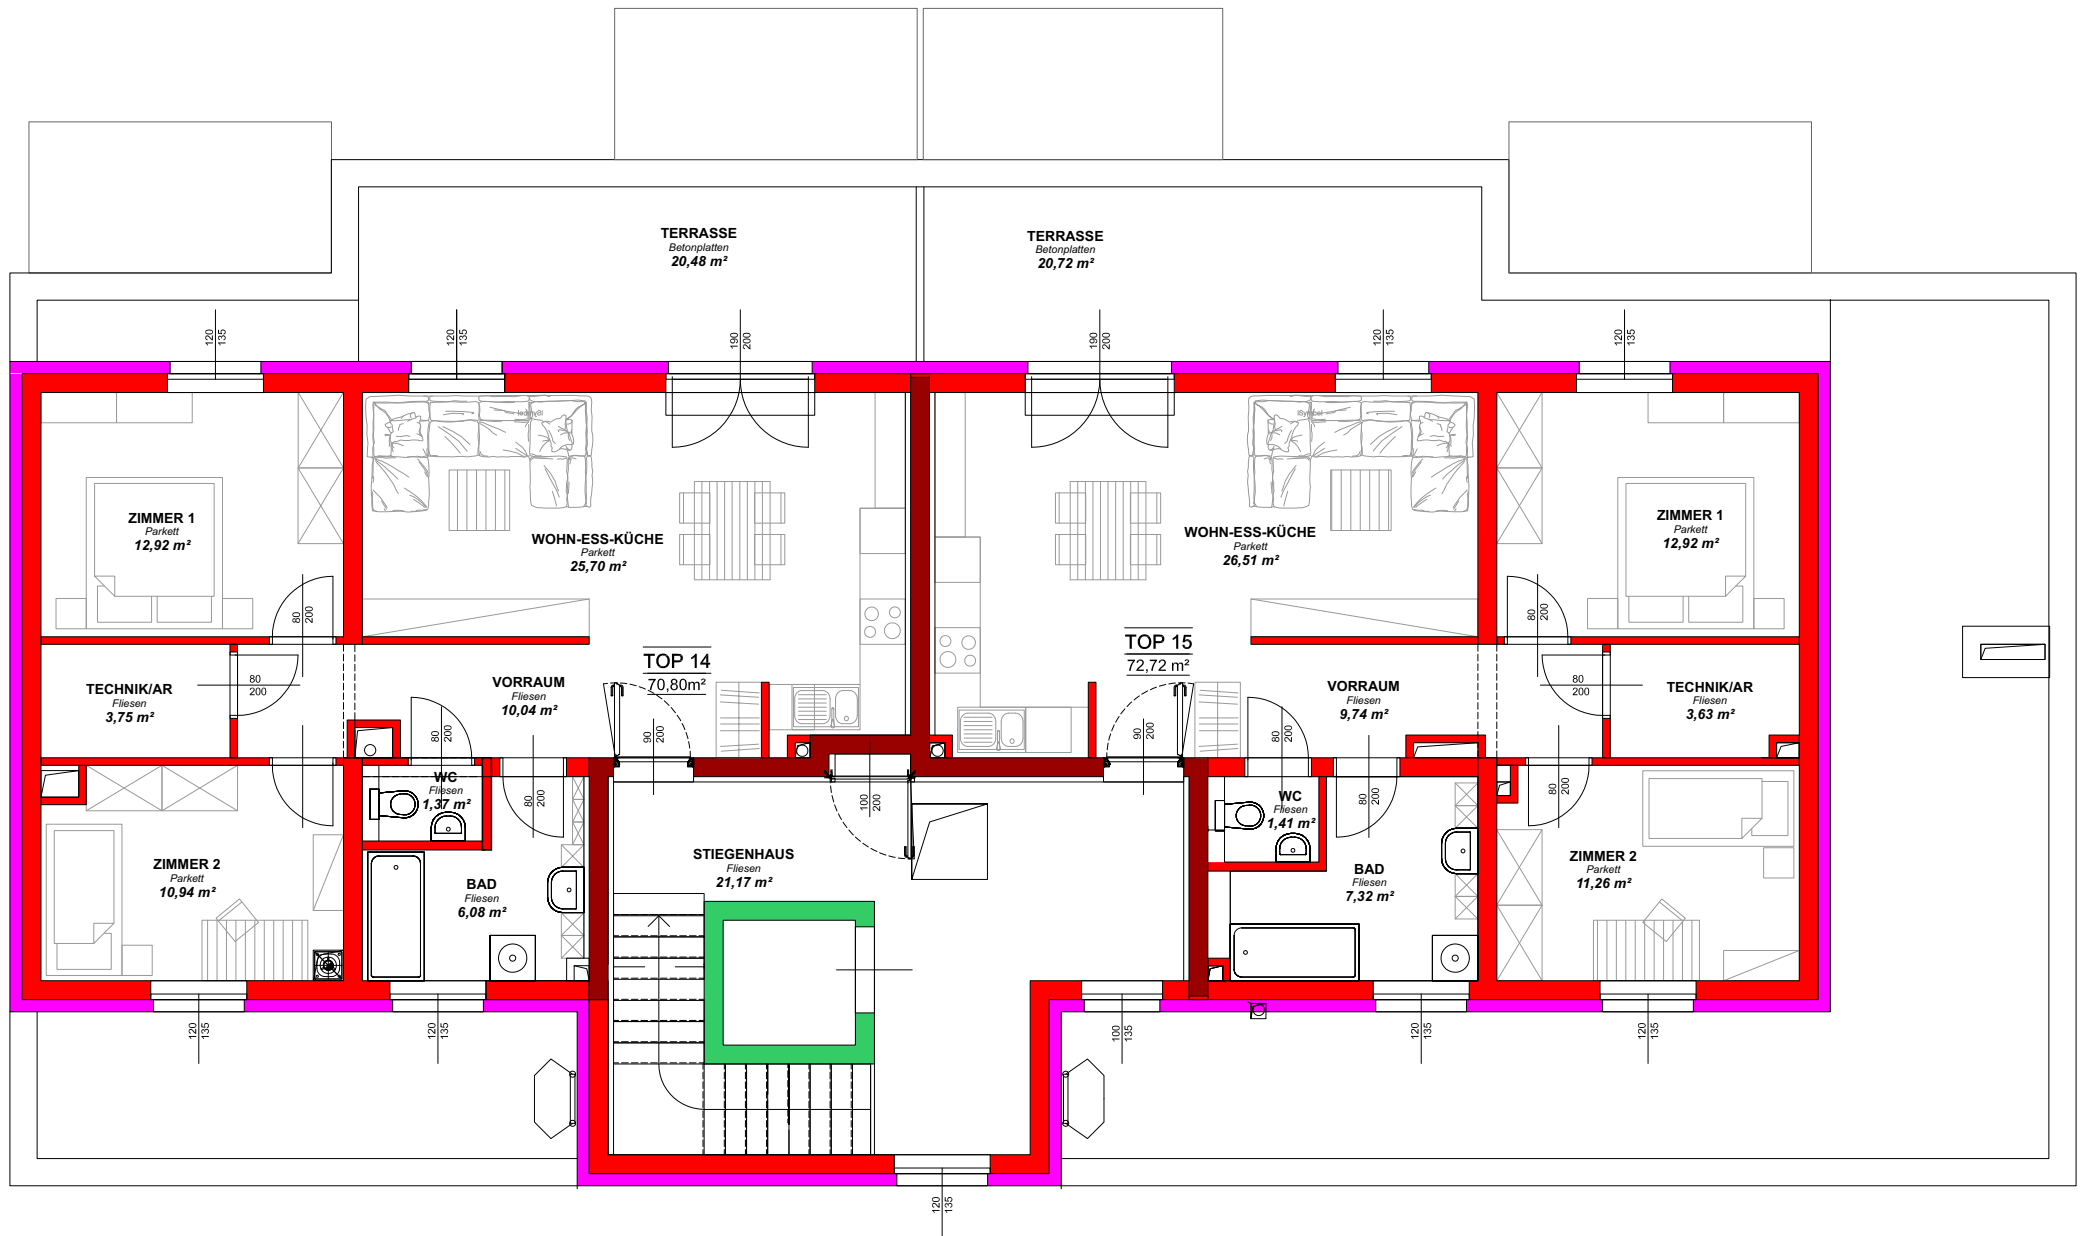 TERRASSE
Betonplatten
20,48 m²
TERRASSE
Betonplatten
20,72 m²
120
135
120
135
190
200
190
200
120
135
120
135
iSymbol
iSymbol
ZIMMER 1
Parkett
12,92 m²
WOHN-ESS-KÜCHE
Parkett
25,70 m²
WOHN-ESS-KÜCHE
Parkett
26,51 m²
ZIMMER 1
Parkett
12,92 m²
80
200
80
200
TOP 14
70,80m²
TOP 15
72,72 m²
TECHNIK/AR
Fliesen
3,75 m²
80
200
VORRAUM
Fliesen
10,04 m²
VORRAUM
Fliesen
9,74 m²
80
200
TECHNIK/AR
Fliesen
3,63 m²
80
200
90
200
90
200
80
200
WC
Fliesen
1,37 m²
80
200
100
200
WC
Fliesen
1,41 m²
80
200
80
200
ZIMMER 2
Parkett
10,94 m²
BAD
Fliesen
6,08 m²
STIEGENHAUS
Fliesen
21,17 m²
BAD
Fliesen
7,32 m²
ZIMMER 2
Parkett
11,26 m²
120
135
120
135
100
135
120
135
120
135
120
135